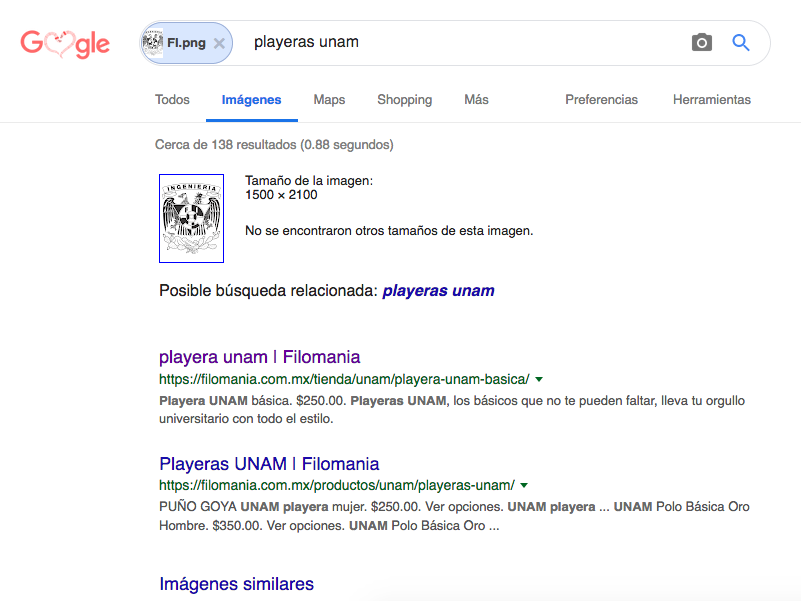 Google
FI.png × playeras unam
Todos Imágenes Maps Shopping Más Preferencias Herramientas
Cerca de 138 resultados (0.88 segundos)
INGENIERIA
Tamaño de la imagen:
1500 × 2100
No se encontraron otros tamaños de esta imagen.
Posible búsqueda relacionada: playeras unam
playera unam | Filomania
https://filomania.com.mx/tienda/unam/playera-unam-basica/
Playera UNAM básica. $250.00. Playeras UNAM, los básicos que no te pueden faltar, lleva tu orgullo
universitario con todo el estilo.
Playeras UNAM | Filomania
https://filomania.com.mx/productos/unam/playeras-unam/
PUÑO GOYA UNAM playera mujer. $250.00. Ver opciones. UNAM playera ... UNAM Polo Básica Oro
Hombre. $350.00. Ver opciones. UNAM Polo Básica Oro ...
Imágenes similares